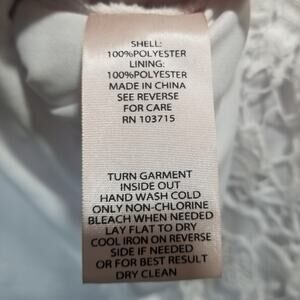 SHELL:
100%POLYESTER
LINING:
100%POLYESTER
MADE IN CHINA
SEE REVERSE
FOR CARE
RN 103715
TURN GARMENT
INSIDE OUT
HAND WASH COLD
ONLY NON-CHLORINE
BLEACH WHEN NEEDED
LAY FLAT TO DRY
COOL IRON ON REVERSE
SIDE IF NEEDED
OR FOR BEST RESULT
DRY CLEAN